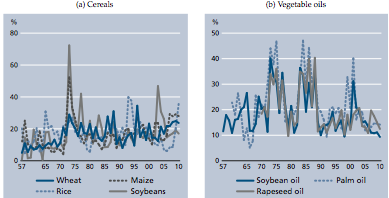 (a) Cereals
%
80
60
40
20
0
57 65 70 75 80 85 90 95 00 05 10
Wheat Maize
Rice Soybeans
(b) Vegetable oils
%
50
40
30
20
10
0
57 65 70 75 80 85 90 95 00 05 10
Soybean oil Palm oil
Rapeseed oil